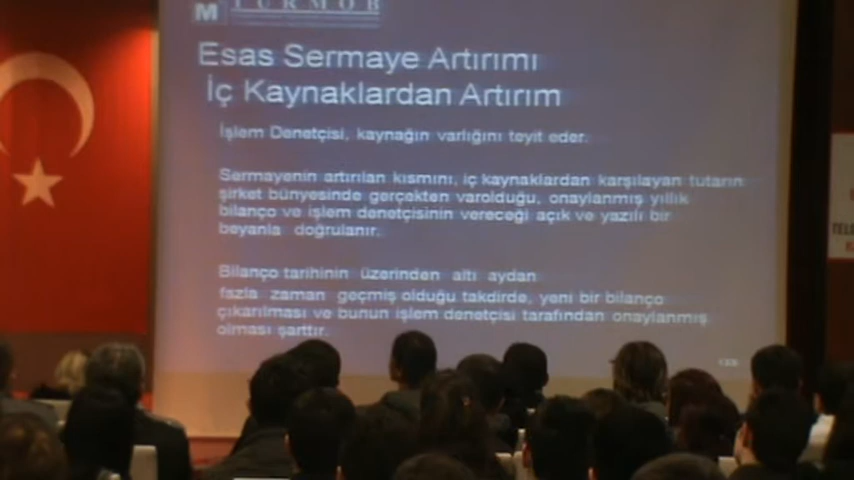 TÜRMOB
M
Esas Sermaye Artırımı
İç Kaynaklardan Artırım
İşlem Denetçisi, kaynağın varlığını teyit eder.
Sermayenin artırılan kısmını, iç kaynaklardan karşılayan tutarın
şirket bünyesinde gerçekten varolduğu, onaylanmış yıllık
bilanço ve işlem denetçisinin vereceği açık ve yazılı bir
beyanla doğrulanır.
Bilanço tarihinin üzerinden altı aydan
fazla zaman geçmiş olduğu takdirde, yeni bir bilanço
çıkarılması ve bunun işlem denetçisi tarafından onaylanmış
olması şarttır.